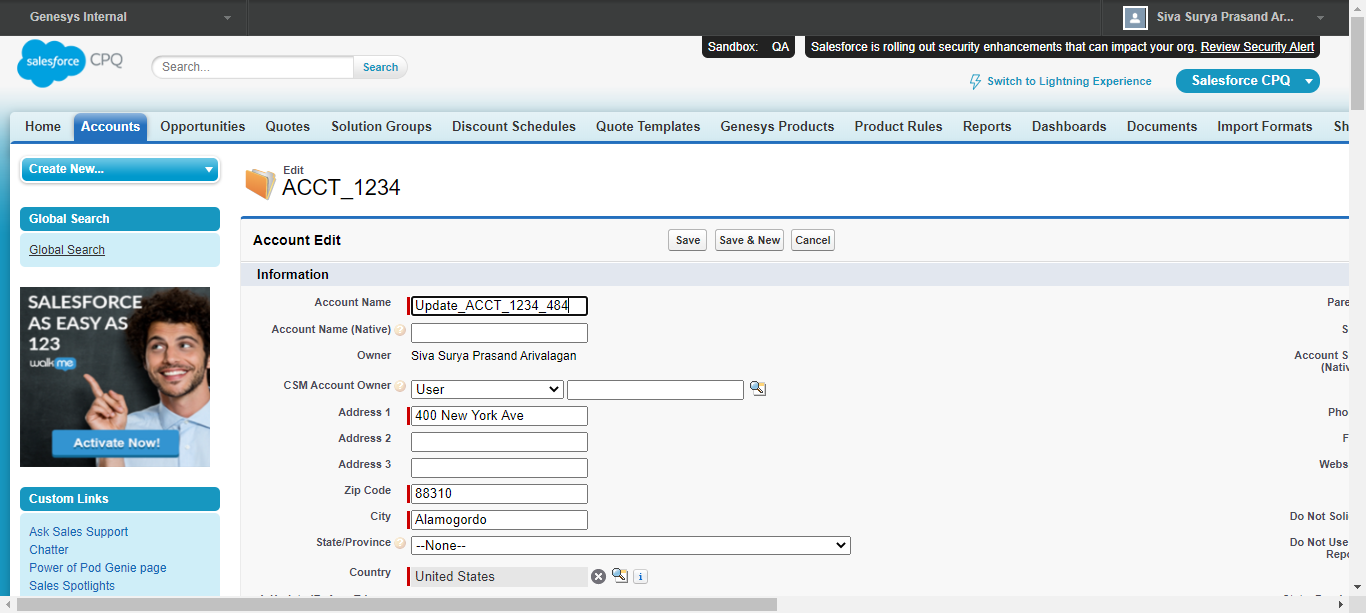 Genesys Internal
Siva Surya Prasand Ar...
salesforce CPQ
Search...
Search
Sandbox: QA
Salesforce is rolling out security enhancements that can impact your org. Review Security Alert
Switch to Lightning Experience
Salesforce CPQ
Home Accounts Opportunities Quotes Solution Groups Discount Schedules Quote Templates Genesys Products Product Rules Reports Dashboards Documents Import Formats Sh
Create New...
Global Search
Global Search
SALESFORCE
AS EASY AS
123
walkme
Activate Now!
Custom Links
Ask Sales Support
Chatter
Power of Pod Genie page
Sales Spotlights
Edit
ACCT_1234
Account Edit
Save Save & New Cancel
Information
Account Name Update_ACCT_1234_484 Pare
Account Name (Native) S
Owner Siva Surya Prasand Arivalagan Account S
(Nativ
CSM Account Owner User
Address 1 400 New York Ave Pho
Address 2 F
Address 3 Webs
Zip Code 88310
City Alamogordo Do Not Soli
State/Province --None-- Do Not Use
Repo
Country United States